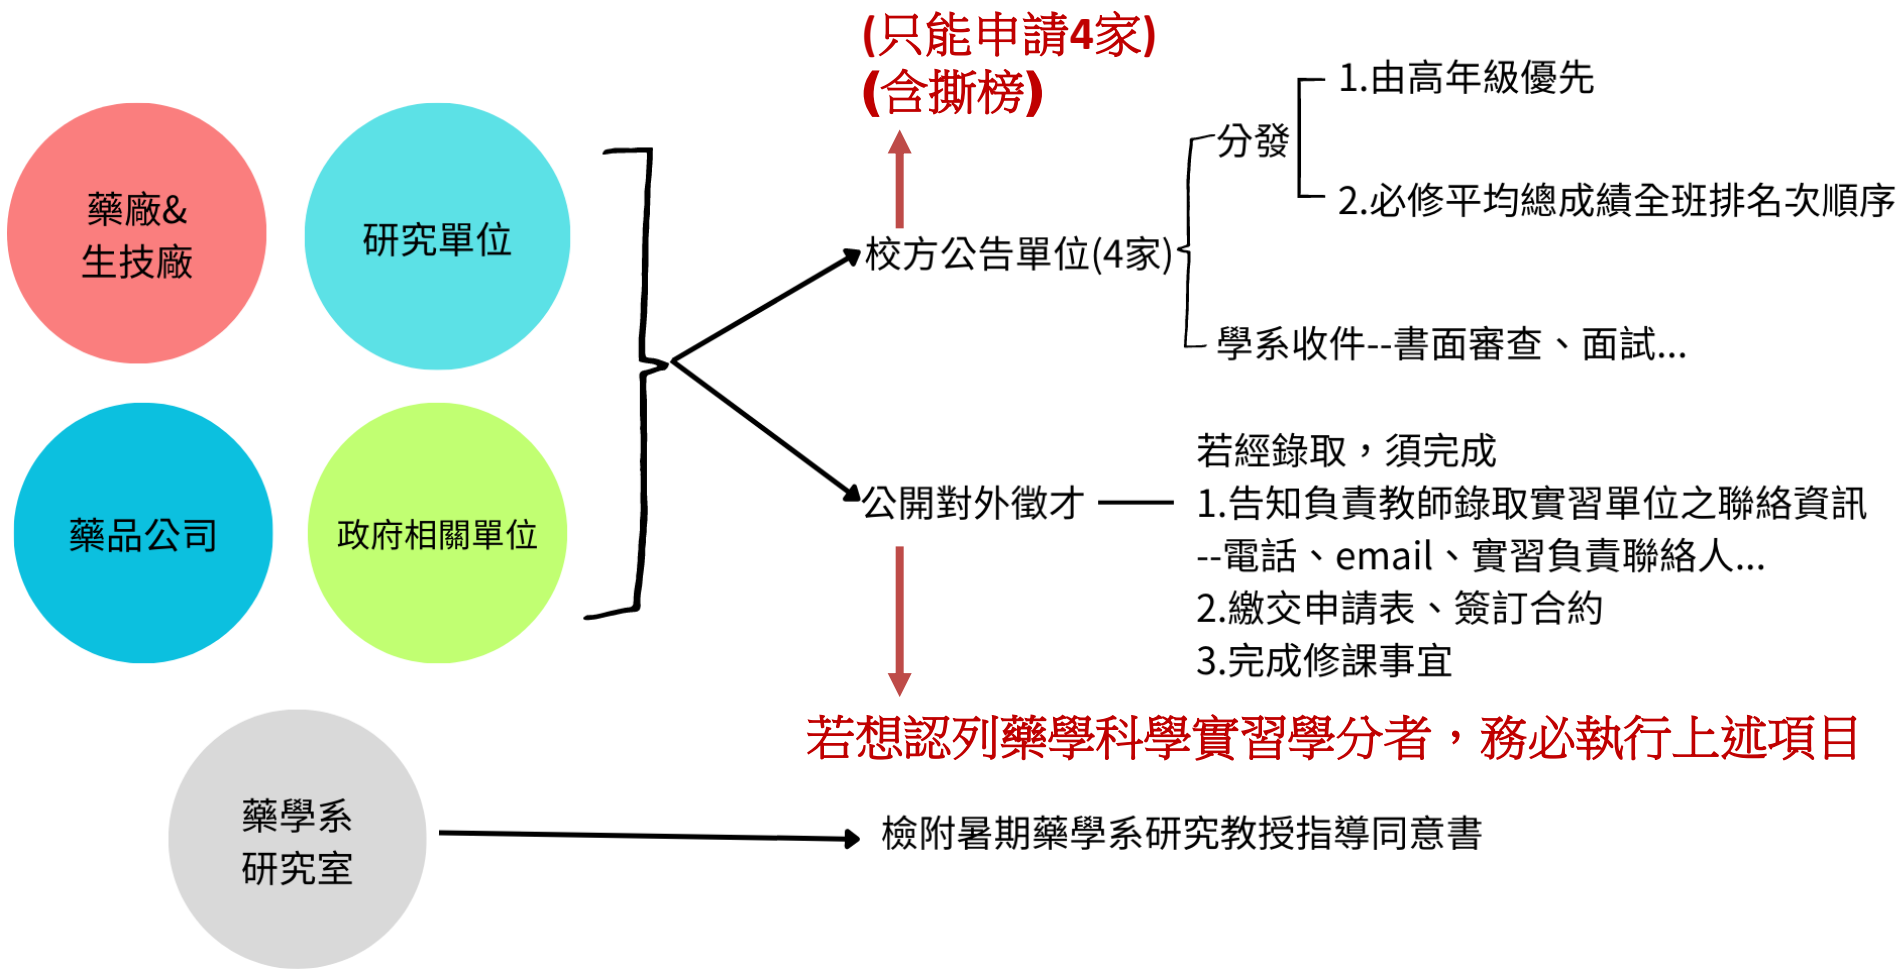 (只能申請4家)
(含撕榜)
藥廠&
生技廠
研究單位
藥品公司
政府相關單位
校方公告單位(4家)
分發
1.由高年級優先
2.必修平均總成績全班排名次順序
學系收件--書面審查、面試...
公開對外徵才
若經錄取，須完成
1.告知負責教師錄取實習單位之聯絡資訊
--電話、email、實習負責聯絡人...
2.繳交申請表、簽訂合約
3.完成修課事宜
若想認列藥學科學實習學分者，務必執行上述項目
藥學系
研究室
檢附暑期藥學系研究教授指導同意書